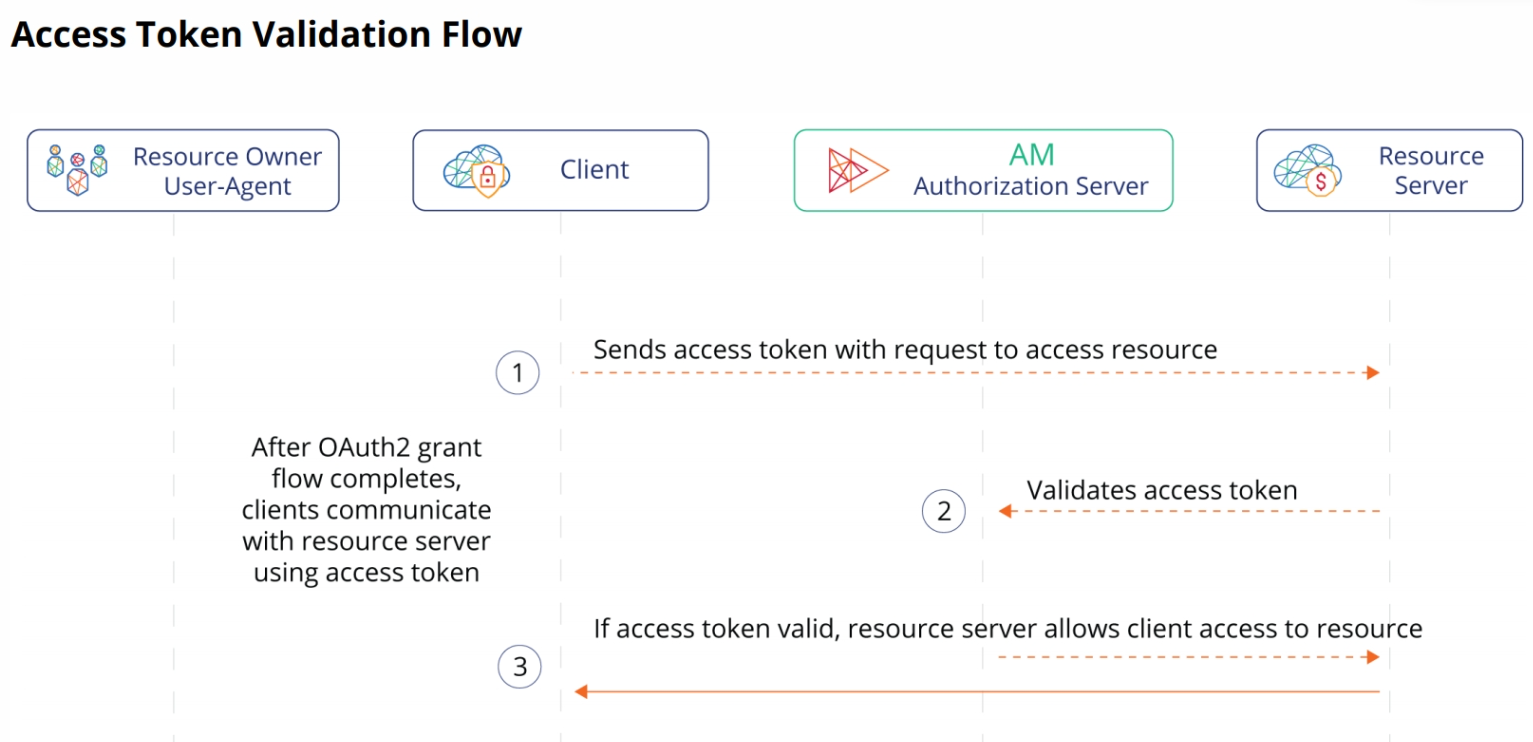 Access Token Validation Flow
Resource Owner
User-Agent
Client
AM
Authorization Server
Resource
Server
$
Sends access token with request to access resource
1
After OAuth2 grant
flow completes,
clients communicate
with resource server
using access token
Validates access token
2
If access token valid, resource server allows client access to resource
3